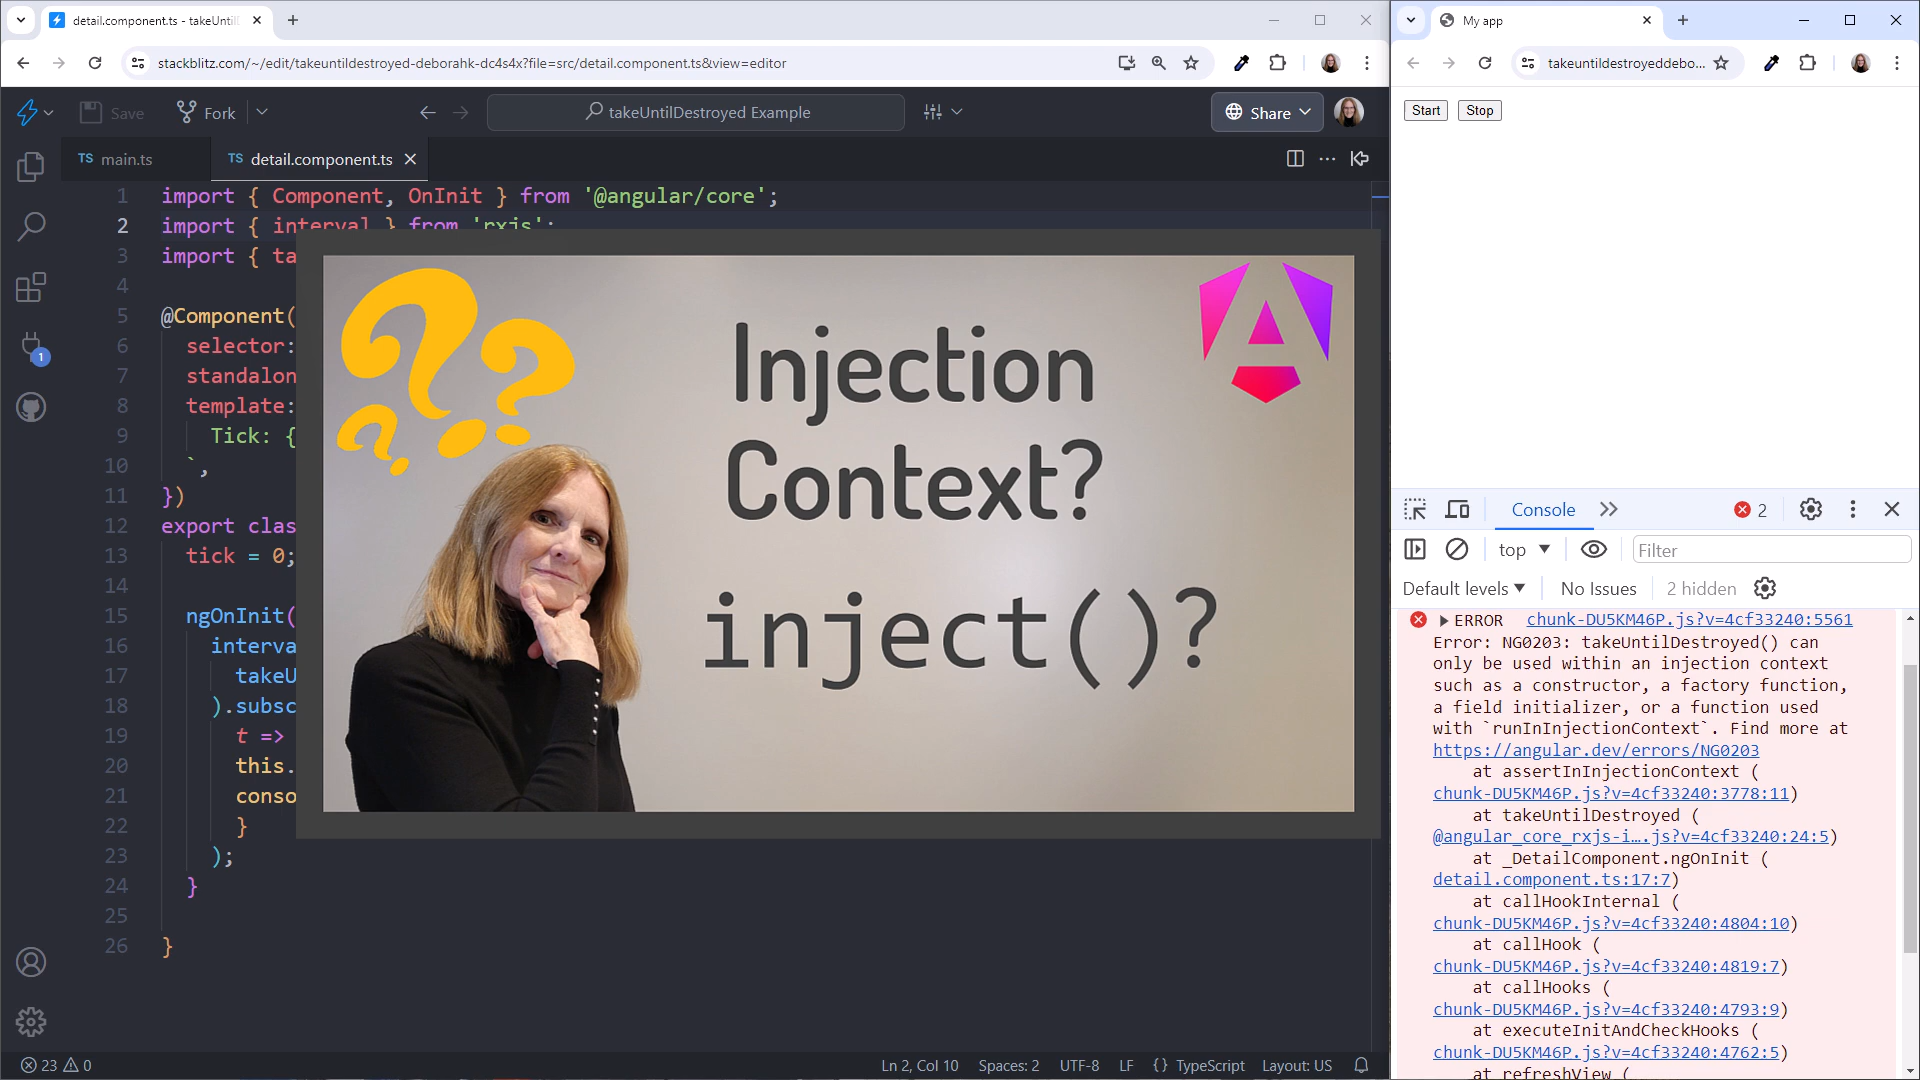 detail.component.ts - takeUntil
My app
stackblitz.com/~/edit/takeuntildestroyed-deborahk-dc4s4x?file=src/detail.component.ts&view=editor
takeuntildestroyeddebo...
Save
Fork
takeUntilDestroyed Example
Share
Start
Stop
TS main.ts
TS detail.component.ts
1 import { Component, OnInit } from '@angular/core';
2 import { interval } from 'rxjs';
3 import { ta
4
5 @Component(
6 selector:
7 standalon
8 template:
9 Tick: {
10 `,
11 })
12 export clas
13 tick = 0;
14
15 ngOnInit(
16 interva
17 takeU
18 ).subsc
19 t =>
20 this.
21 conso
22 }
23 );
24 }
25
26 }
1
Injection
Context?
inject()?
Console
2
top
Filter
Default levels
No Issues
2 hidden
ERROR chunk-DU5KM46P.js?v=4cf33240:5561
Error: NG0203: takeUntilDestroyed() can
only be used within an injection context
such as a constructor, a factory function,
a field initializer, or a function used
with `runInInjectionContext`. Find more at
https://angular.dev/errors/NG0203
at assertInInjectionContext (
chunk-DU5KM46P.js?v=4cf33240:3778:11)
at takeUntilDestroyed (
@angular_core_rxjs-i….js?v=4cf33240:24:5)
at _DetailComponent.ngOnInit (
detail.component.ts:17:7)
at callHookInternal (
chunk-DU5KM46P.js?v=4cf33240:4804:10)
at callHook (
chunk-DU5KM46P.js?v=4cf33240:4819:7)
at callHooks (
chunk-DU5KM46P.js?v=4cf33240:4793:9)
at executeInitAndCheckHooks (
chunk-DU5KM46P.js?v=4cf33240:4762:5)
at refreshView (
23 0
Ln 2, Col 10 Spaces: 2 UTF-8 LF {} TypeScript Layout: US